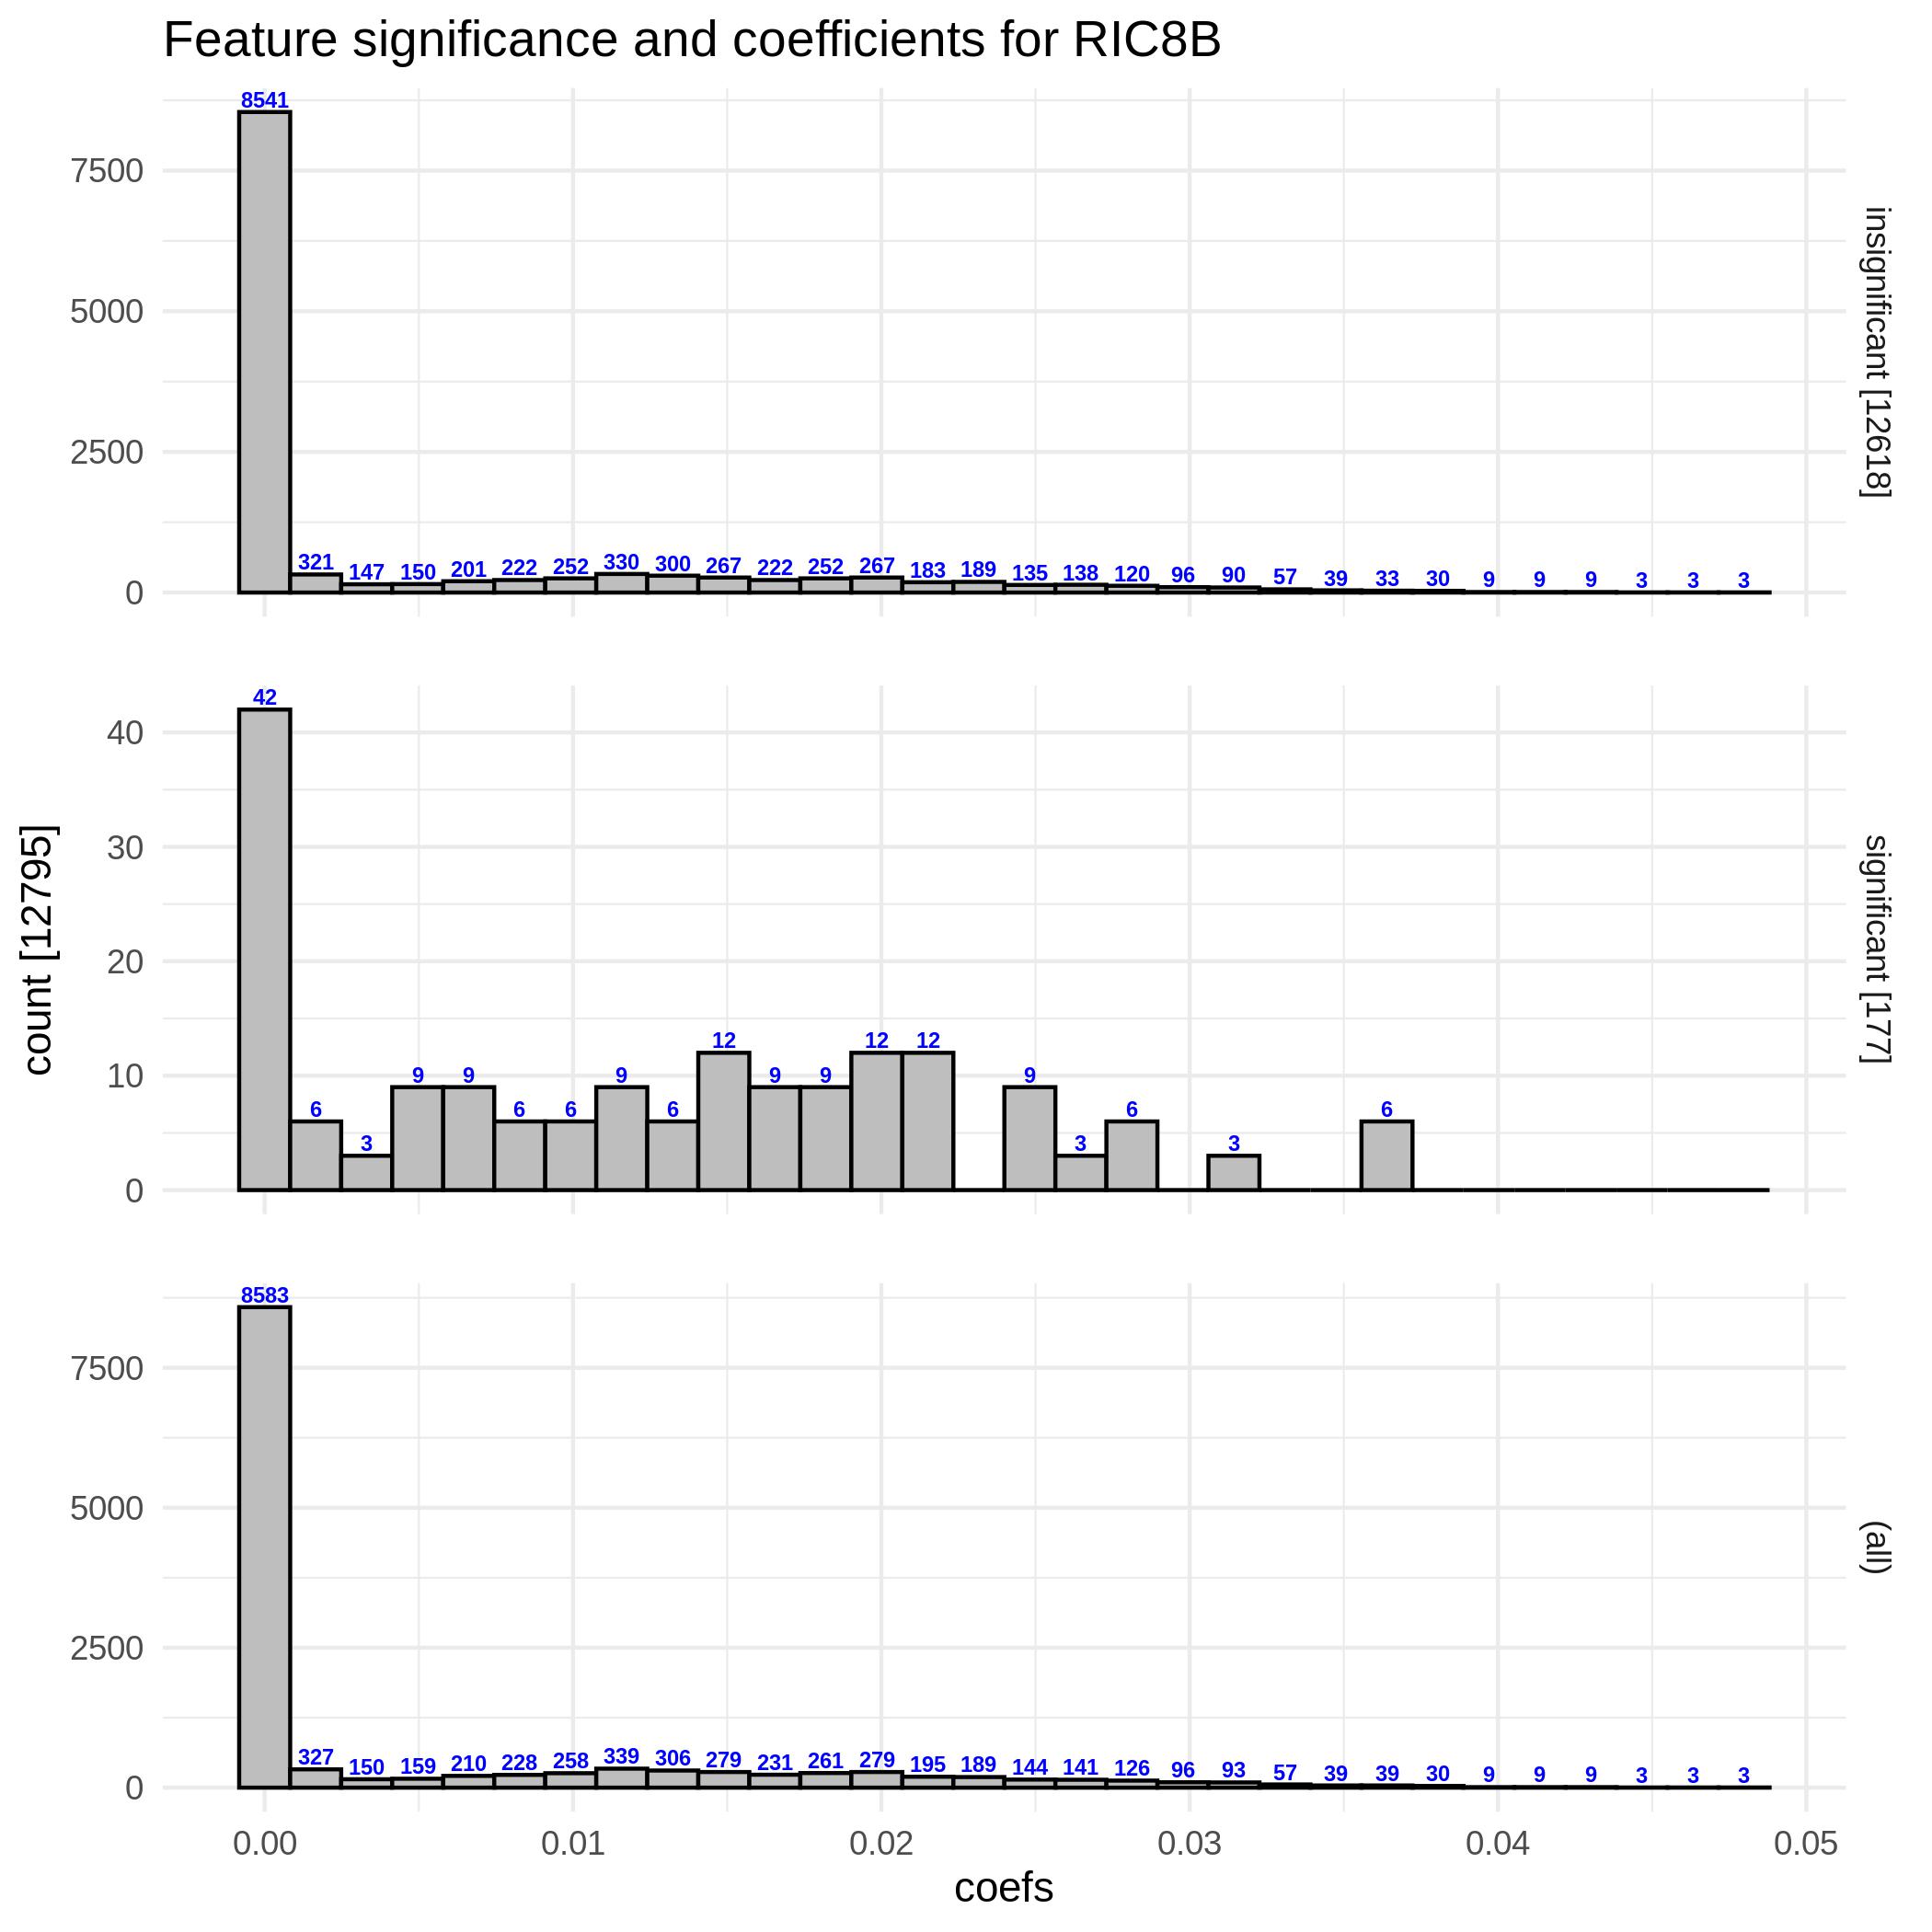 Feature significance and coefficients for RIC8B
count [12795]
8541
7500
5000
2500
0
321 147 150 201 222 252 330 300 267 222 252 267 183 189 135 138 120 96 90 57 39 33 30 9 9 9 3 3 3
insignificant [12618]
42
40
30
20
10
0
6 3 9 9 6 6 9 6 12 9 9 12 12 9 3 6 3 6
significant [177]
8583
7500
5000
2500
0
327 150 159 210 228 258 339 306 279 231 261 279 195 189 144 141 126 96 93 57 39 39 30 9 9 9 3 3 3
(all)
0.00 0.01 0.02 0.03 0.04 0.05
coefs